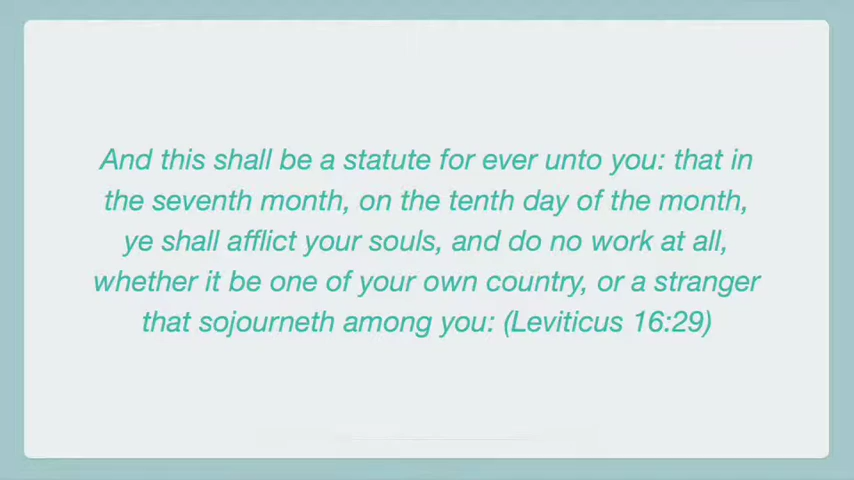 And this shall be a statute for ever unto you: that in
the seventh month, on the tenth day of the month,
ye shall afflict your souls, and do no work at all,
whether it be one of your own country, or a stranger
that sojourneth among you: (Leviticus 16:29)